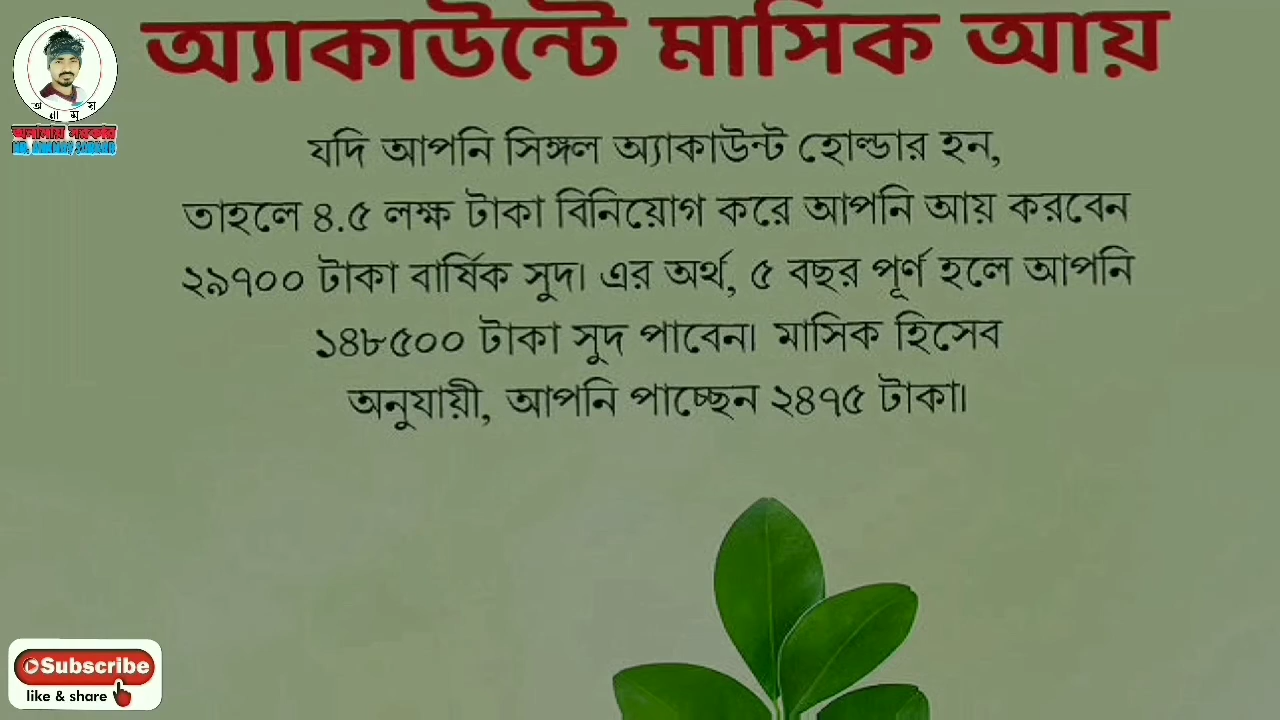 অ্যাকাউন্টে মাসিক আয়
যদি আপনি সিঙ্গল অ্যাকাউন্ট হোল্ডার হন,
তাহলে ৪.৫ লক্ষ টাকা বিনিয়োগ করে আপনি আয় করবেন
২৯৭০০ টাকা বার্ষিক সুদ। এর অর্থ, ৫ বছর পূর্ণ হলে আপনি
১৪৮৫০০ টাকা সুদ পাবেন। মাসিক হিসেব
অনুযায়ী, আপনি পাচ্ছেন ২৪৭৫ টাকা।
Subscribe
like & share